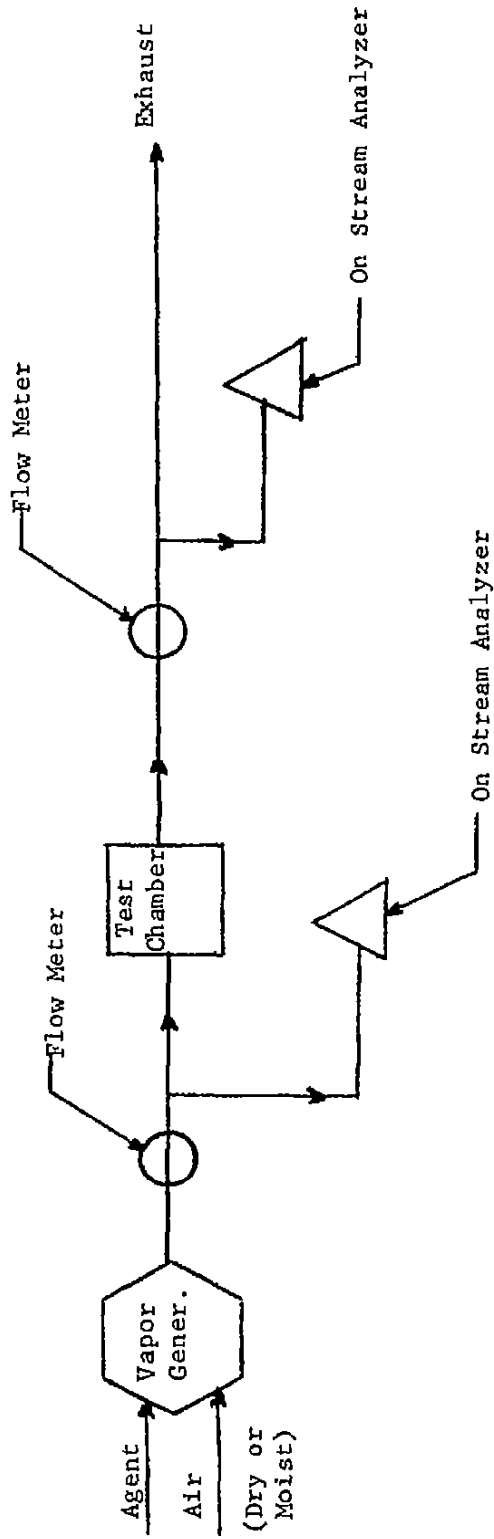 Agent
Air
(Dry or
Moist)
Vapor
Gener.
Flow Meter
Test
Chamber
On Stream Analyzer
Flow Meter
On Stream Analyzer
Exhaust